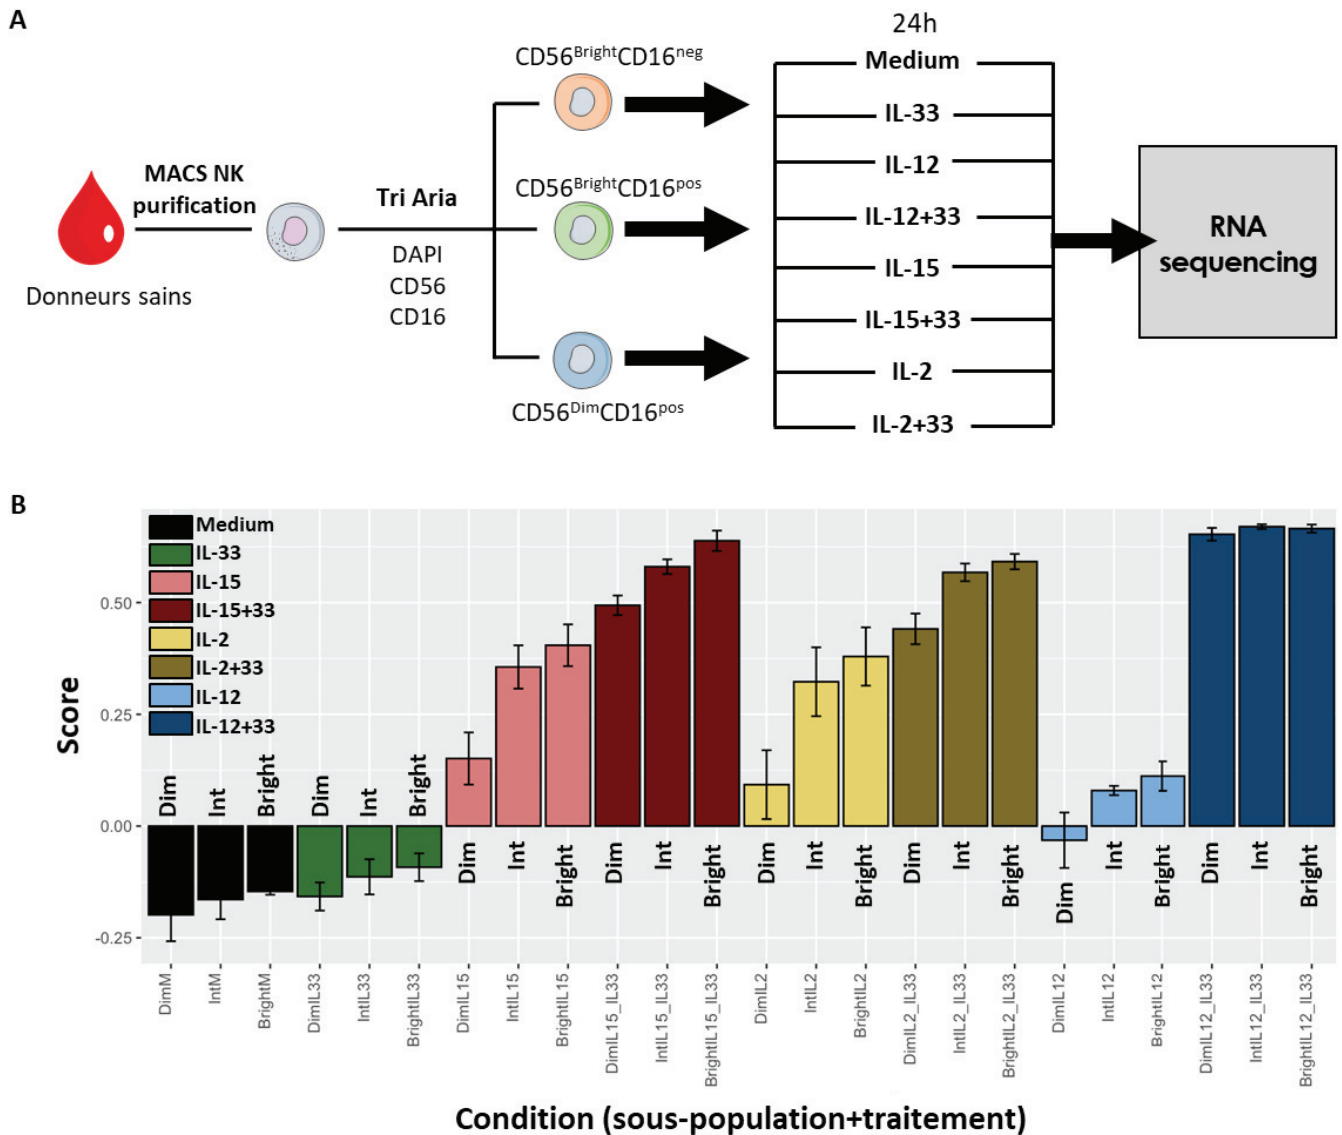 A
MACS NK
purification
Donneurs sains
Tri Aria
DAPI
CD56
CD16
CD56BrightCD16neg
CD56BrightCD16pos
CD56DimCD16pos
24h
Medium
IL-33
IL-12
IL-12+33
IL-15
IL-15+33
IL-2
IL-2+33
RNA
sequencing
B
Medium
IL-33
IL-15
IL-15+33
IL-2
IL-2+33
IL-12
IL-12+33
Score
0.50
0.25
0.00
-0.25
Dim
Int
Bright
Dim
Int
Bright
Dim
Int
Bright
Dim
Int
Bright
Dim
Int
Bright
Dim
Int
Bright
Dim
Int
Bright
Dim
Int
Bright
DimM
IntM
BrightM
DimIL33
IntIL33
BrightIL33
DimIL15
IntIL15
BrightIL15
DimIL15_IL33
IntIL15_IL33
BrightIL15_IL33
DimIL2
IntIL2
BrightIL2
DimIL2_IL33
IntIL2_IL33
BrightIL2_IL33
DimIL12
IntIL12
BrightIL12
DimIL12_IL33
IntIL12_IL33
BrightIL12_IL33
Condition (sous-population+traitement)